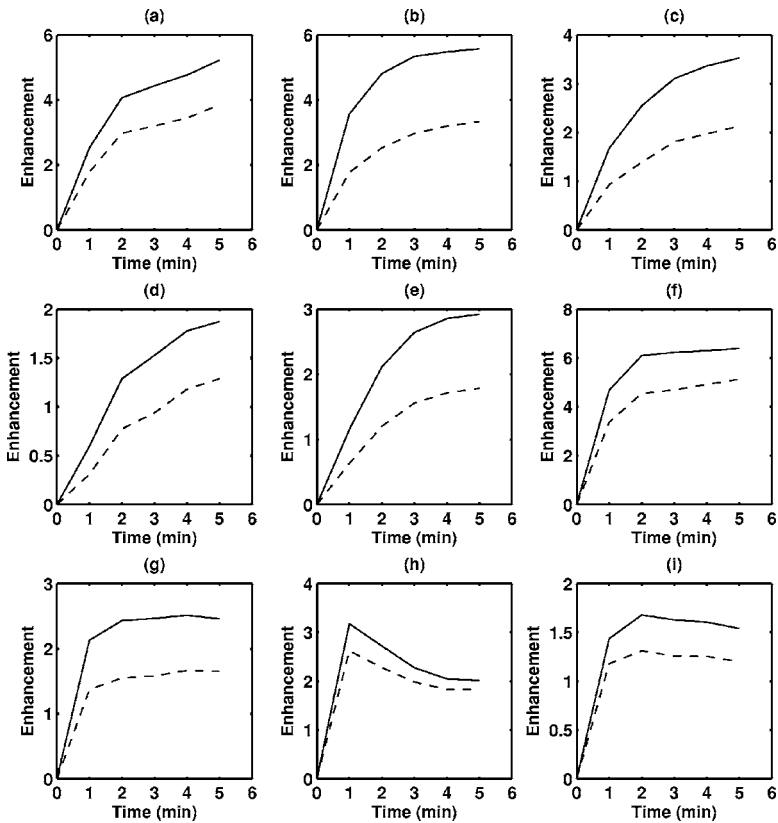 (a)
(b)
(c)
6
4
2
0
Enhancement
0 1 2 3 4 5 6
Time (min)
6
4
2
0
Enhancement
0 1 2 3 4 5 6
Time (min)
4
3
2
1
0
Enhancement
0 1 2 3 4 5 6
Time (min)
(d)
(e)
(f)
2
1.5
1
0.5
0
Enhancement
0 1 2 3 4 5 6
Time (min)
3
2
1
0
Enhancement
0 1 2 3 4 5 6
Time (min)
8
6
4
2
0
Enhancement
0 1 2 3 4 5 6
Time (min)
(g)
(h)
(i)
3
2
1
0
Enhancement
0 1 2 3 4 5 6
Time (min)
4
3
2
1
0
Enhancement
0 1 2 3 4 5 6
Time (min)
2
1.5
1
0.5
0
Enhancement
0 1 2 3 4 5 6
Time (min)